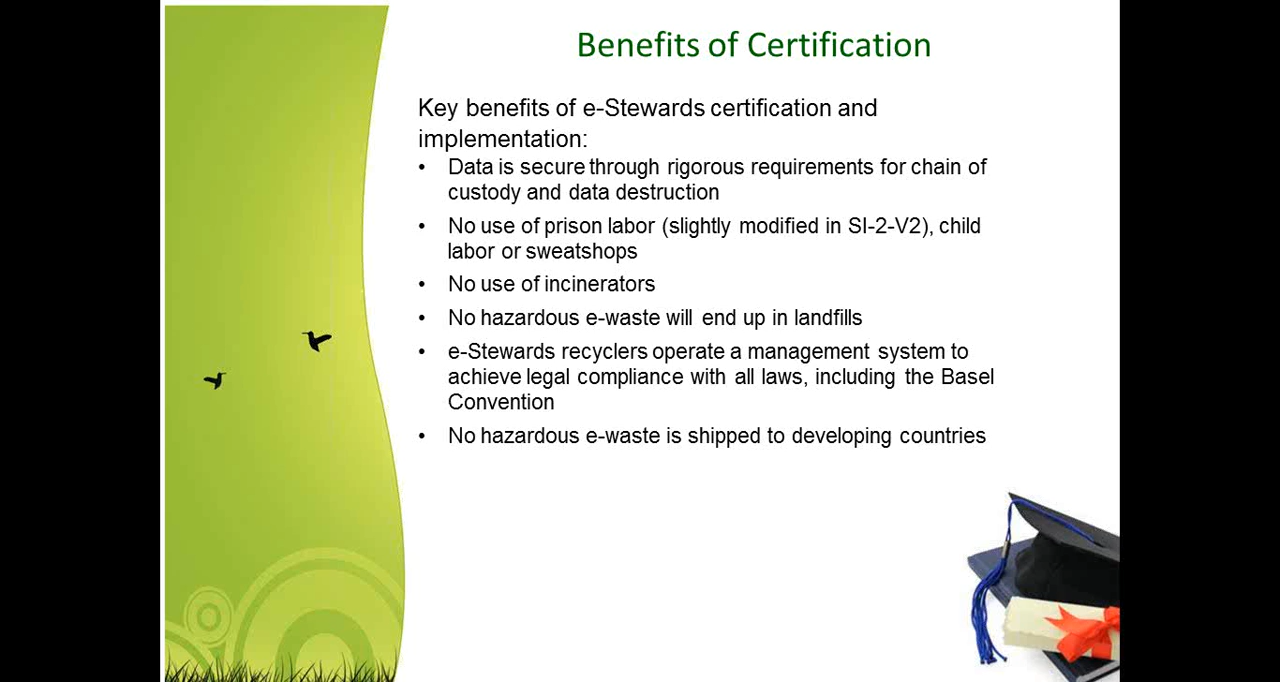 Benefits of Certification
Key benefits of e-Stewards certification and
implementation:
• Data is secure through rigorous requirements for chain of
custody and data destruction
• No use of prison labor (slightly modified in SI-2-V2), child
labor or sweatshops
• No use of incinerators
• No hazardous e-waste will end up in landfills
• e-Stewards recyclers operate a management system to
achieve legal compliance with all laws, including the Basel
Convention
• No hazardous e-waste is shipped to developing countries